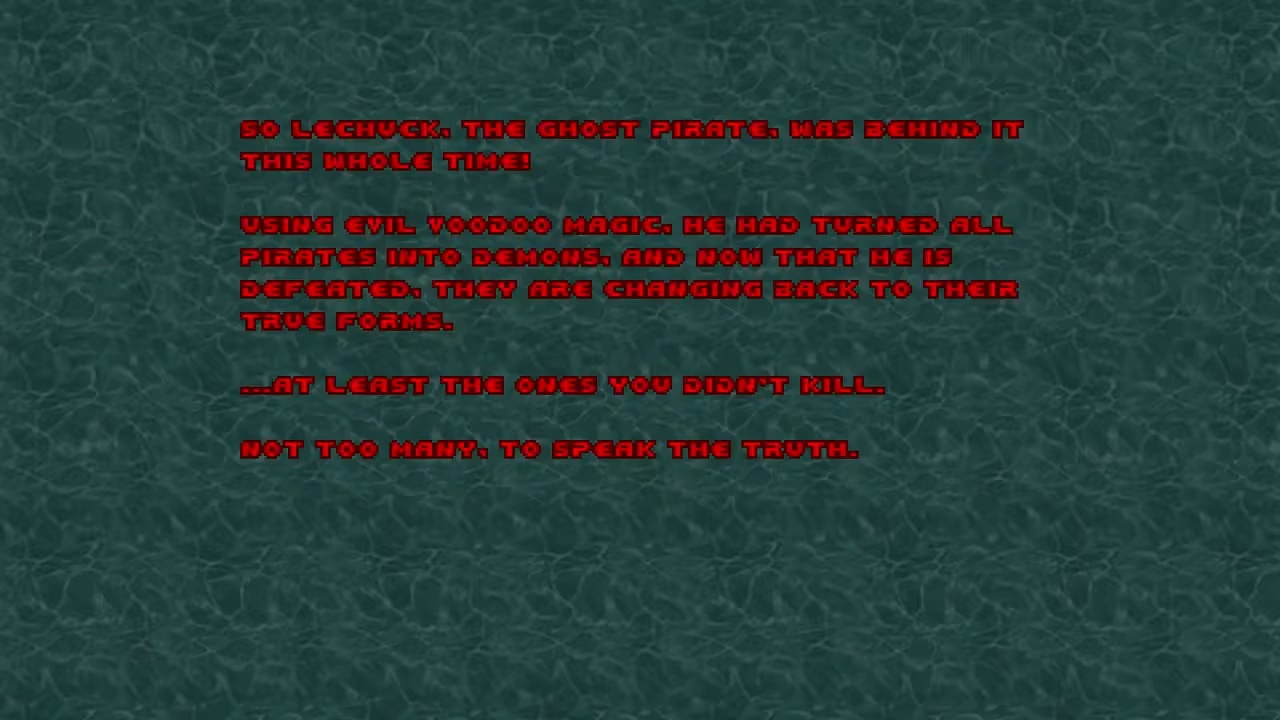 SO LECHUCK, THE GHOST PIRATE, WAS BEHIND IT
THIS WHOLE TIME!
USING EVIL VOODOO MAGIC, HE HAD TURNED ALL
PIRATES INTO DEMONS, AND NOW THAT HE IS
DEFEATED, THEY ARE CHANGING BACK TO THEIR
TRUE FORMS.
...AT LEAST THE ONES YOU DIDN'T KILL.
NOT TOO MANY, TO SPEAK THE TRUTH.